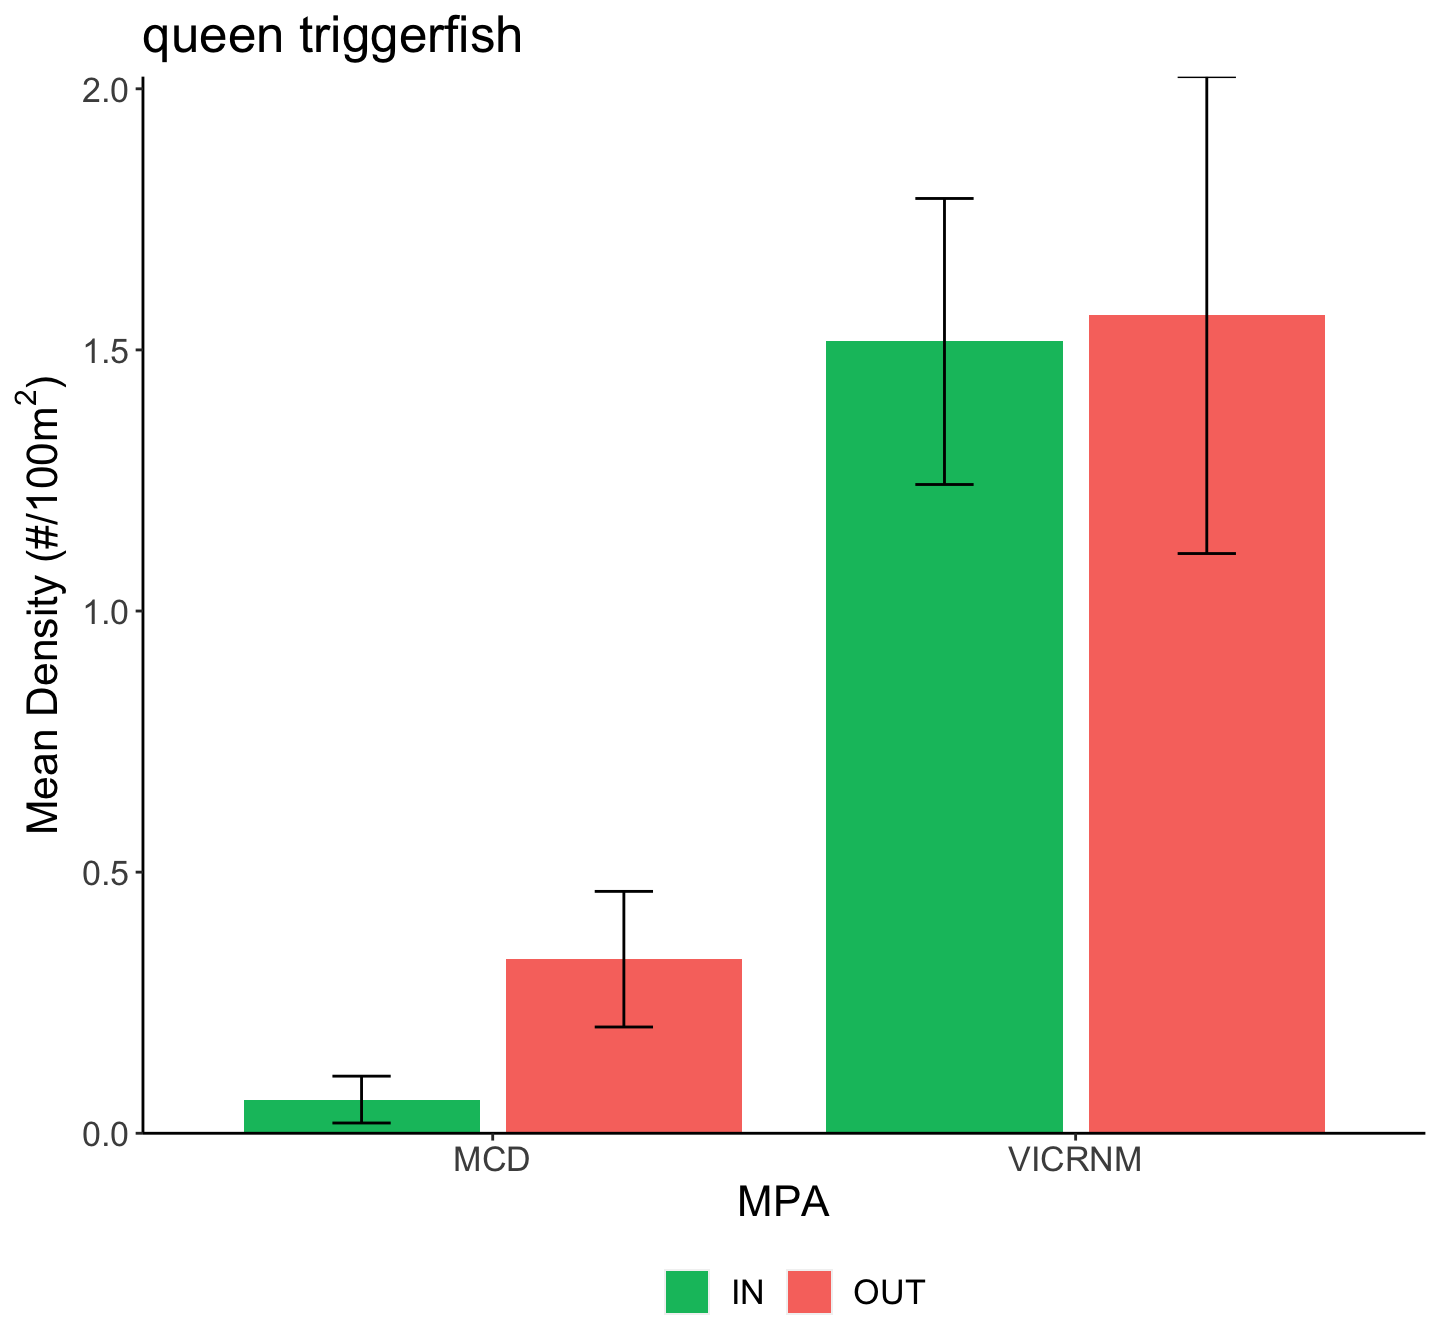 queen triggerfish
Mean Density (#/100m²)
2.0
1.5
1.0
0.5
0.0
MCD VICRNM
MPA
IN OUT